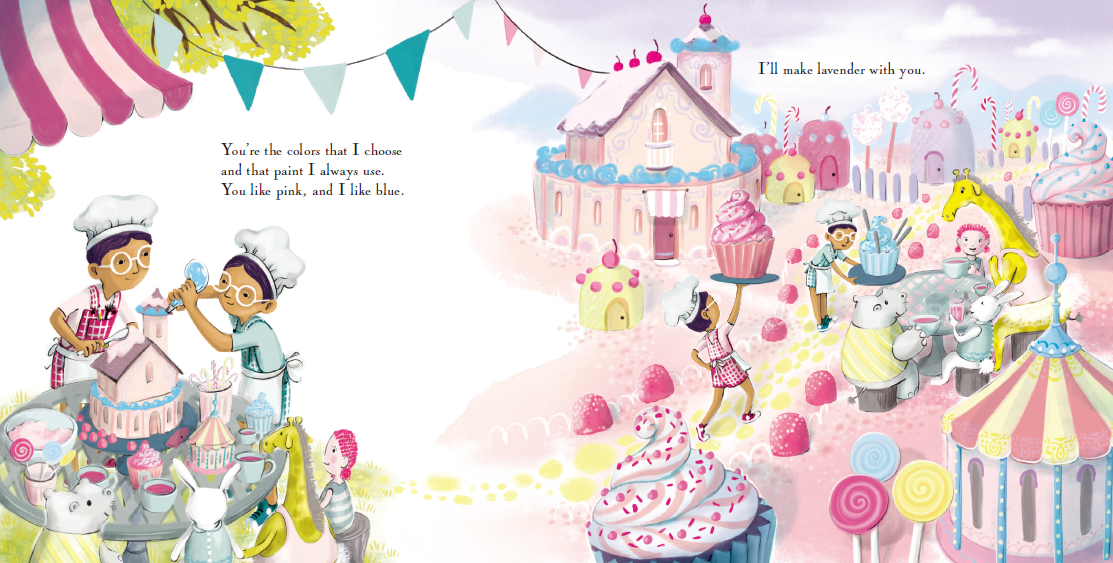 You're the colors that I choose
and that paint I always use.
You like pink, and I like blue.
I'll make lavender with you.